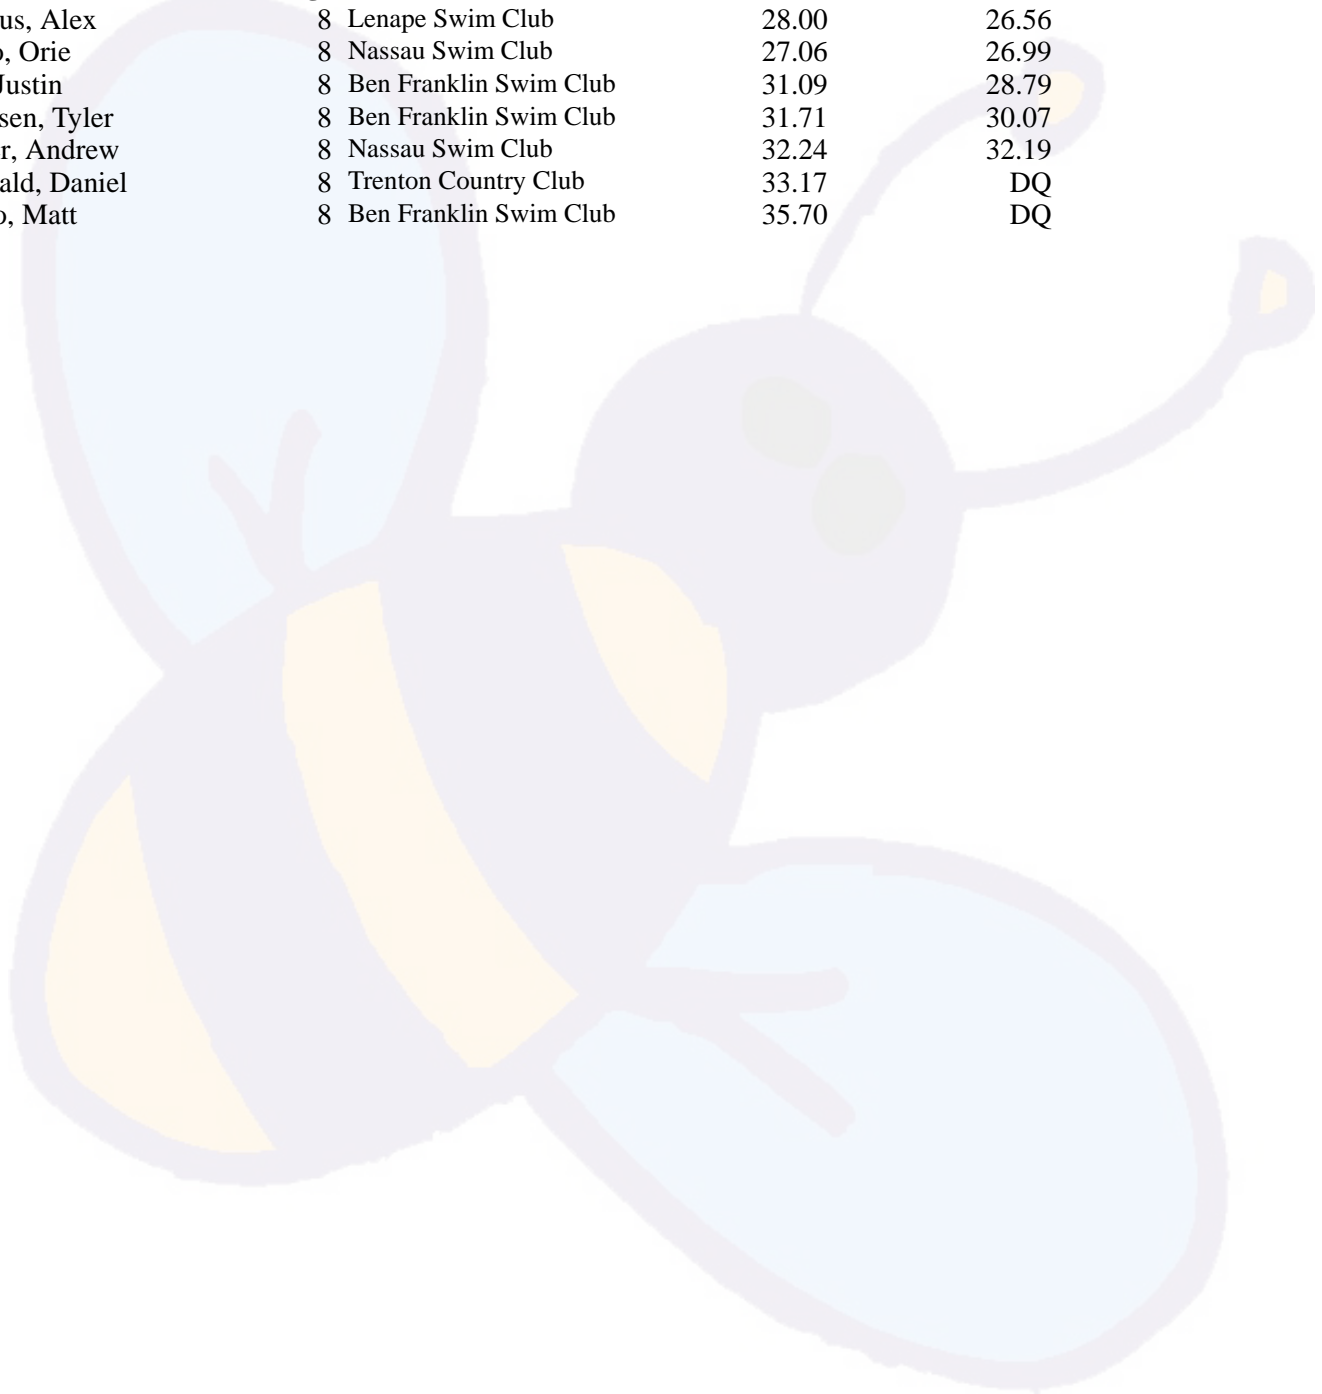 us, Alex 8 Lenape Swim Club 28.00 26.56
o, Orie 8 Nassau Swim Club 27.06 26.99
Justin 8 Ben Franklin Swim Club 31.09 28.79
sen, Tyler 8 Ben Franklin Swim Club 31.71 30.07
r, Andrew 8 Nassau Swim Club 32.24 32.19
ald, Daniel 8 Trenton Country Club 33.17 DQ
o, Matt 8 Ben Franklin Swim Club 35.70 DQ